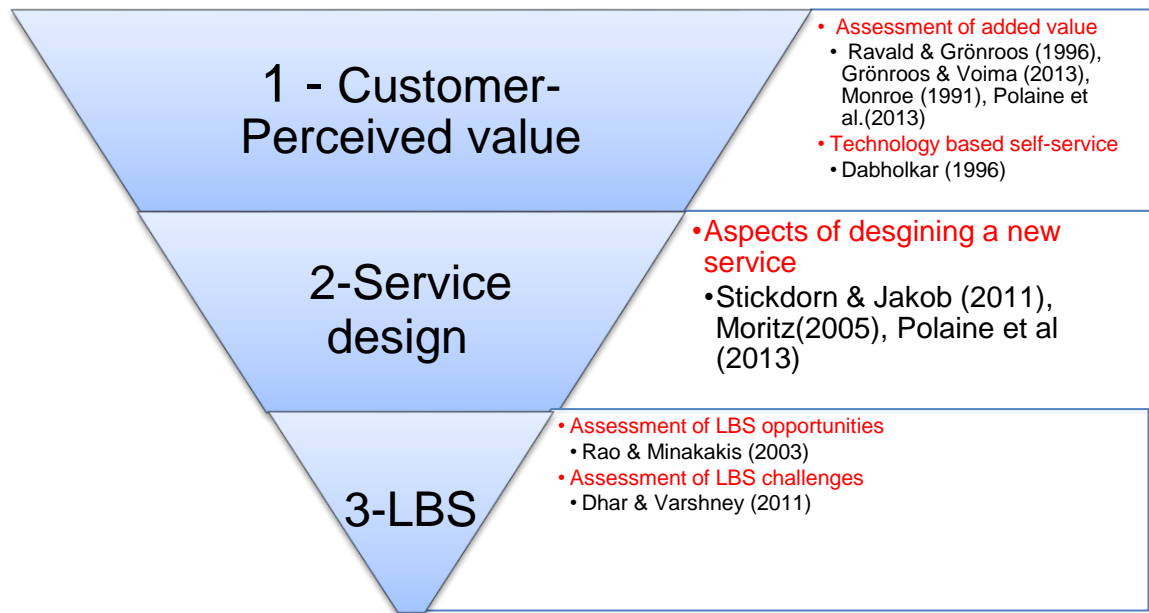 1 - Customer-
Perceived value
• Assessment of added value
• Ravald & Grönroos (1996),
Grönroos & Voima (2013),
Monroe (1991), Polaine et
al.(2013)
• Technology based self-service
• Dabholkar (1996)
2-Service
design
•Aspects of desgining a new
service
•Stickdorn & Jakob (2011),
Moritz(2005), Polaine et al
(2013)
3-LBS
• Assessment of LBS opportunities
• Rao & Minakakis (2003)
• Assessment of LBS challenges
• Dhar & Varshney (2011)